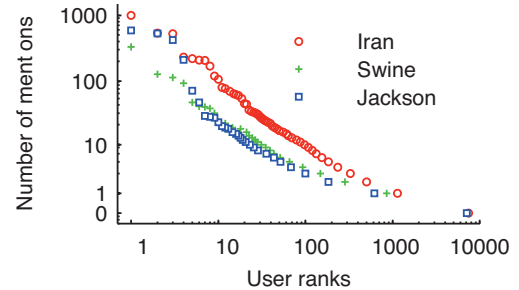 Number of ment ons
1000
100
10
1
0
Iran
Swine
Jackson
1 10 100 1000 10000
User ranks